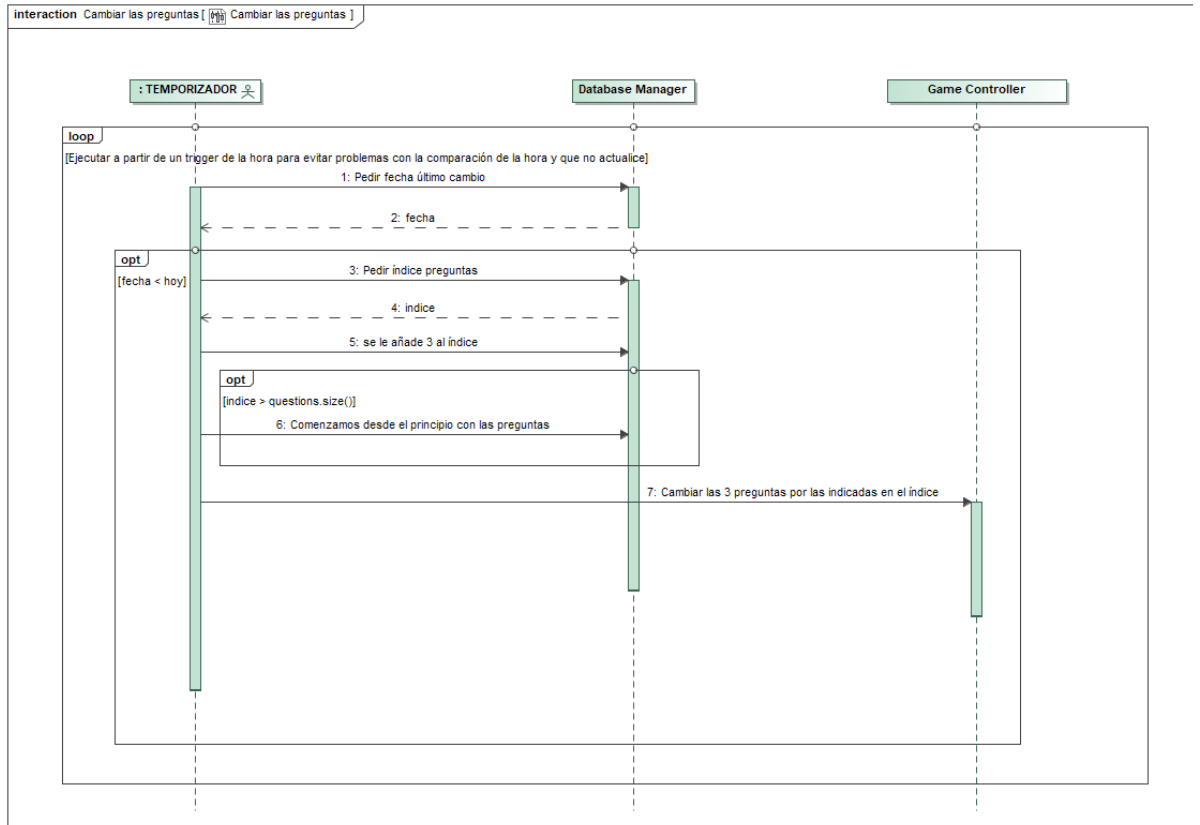 interaction Cambiar las preguntas [ Cambiar las preguntas ]
: TEMPORIZADOR
Database Manager
Game Controller
loop
[Ejecutar a partir de un trigger de la hora para evitar problemas con la comparación de la hora y que no actualice]
1: Pedir fecha último cambio
2: fecha
opt
[fecha < hoy]
3: Pedir índice preguntas
4: indice
5: se le añade 3 al índice
opt
[indice > questions.size()]
6: Comenzamos desde el principio con las preguntas
7: Cambiar las 3 preguntas por las indicadas en el índice